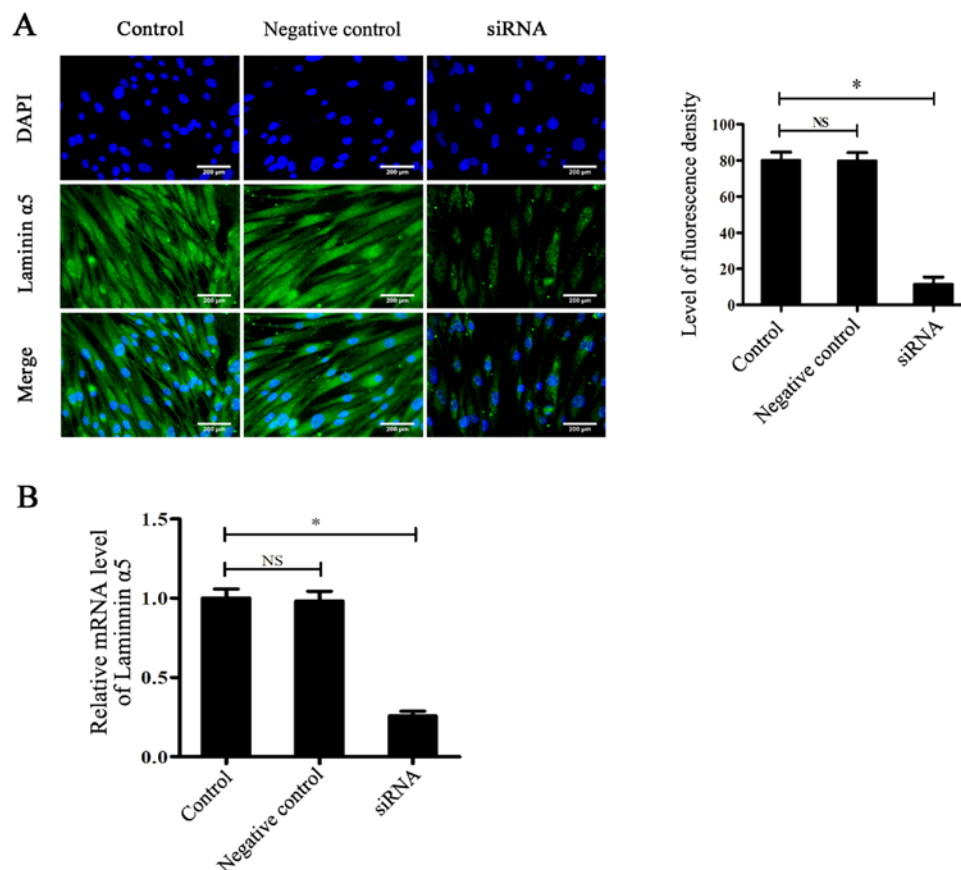 A
Control Negative control siRNA
DAPI
200 μm 200 μm 200 μm
Laminin α5
200 μm 200 μm 200 μm
Merge
200 μm 200 μm 200 μm
*
NS
Level of fluorescence density
100
80
60
40
20
0
Control
Negative control
siRNA
B
Relative mRNA level
of Laminnin α5
1.5
1.0
0.5
0.0
*
NS
Control
Negative control
siRNA